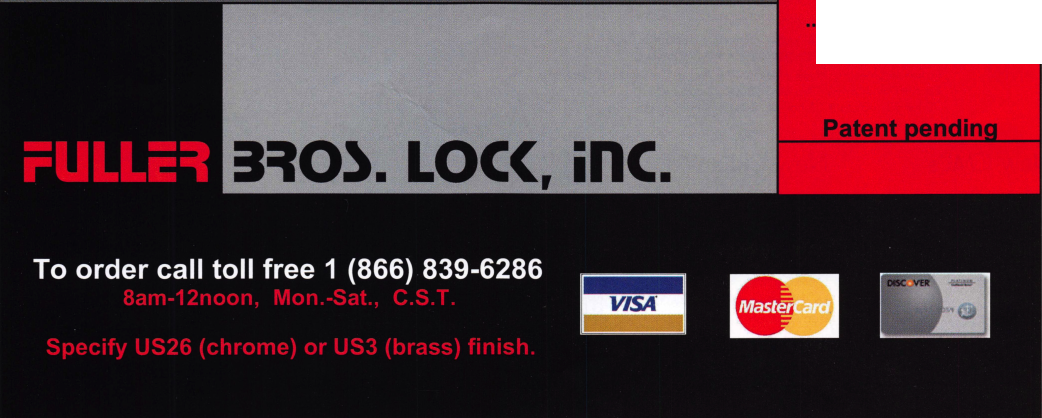 ..
Patent pending
FULLER BROS. LOCK, inc.
To order call toll free 1 (866) 839-6286
8am-12noon, Mon.-Sat., C.S.T.
Specify US26 (chrome) or US3 (brass) finish.
VISA
MasterCard
DISCOVER